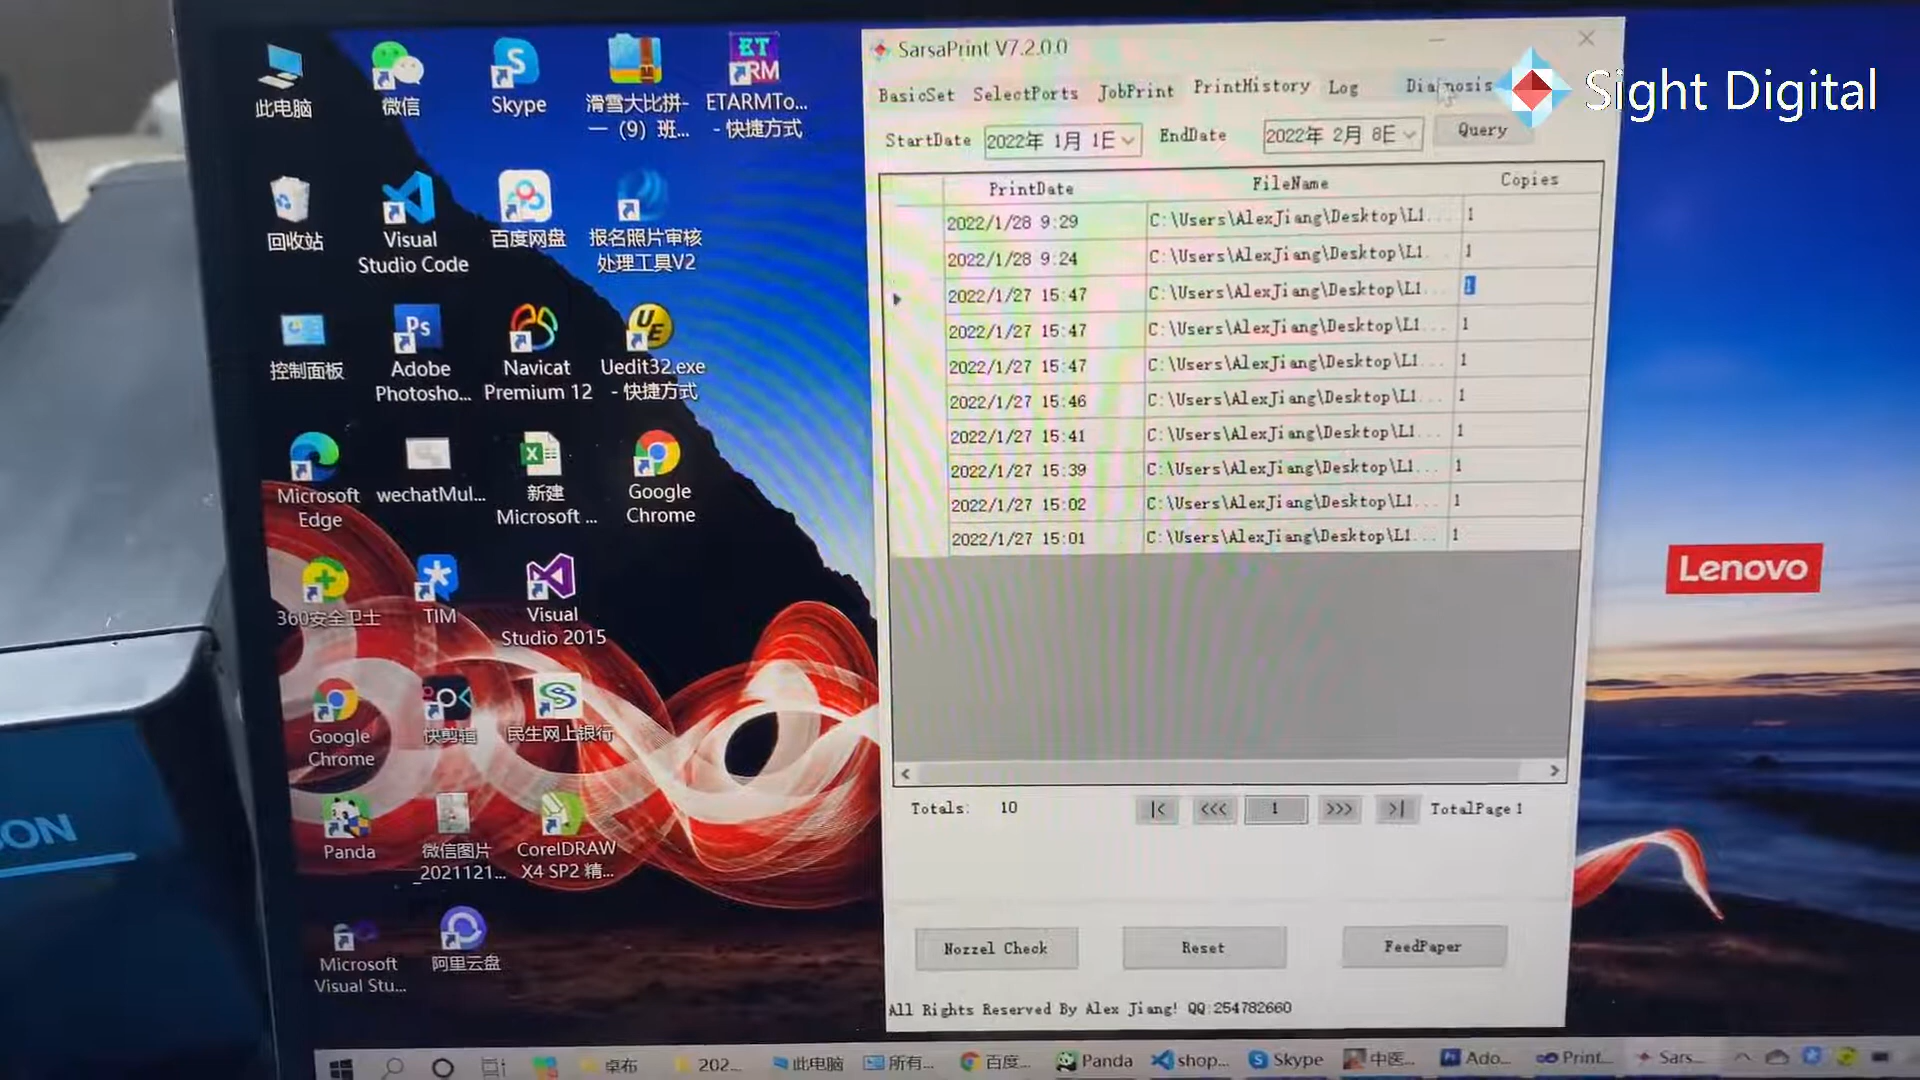 SarsaPrint V7.2.0.0
Sight Digital
BasicSet SelectPorts JobPrint PrintHistory Log Diagnosis
StartDate 2022年 1月 1日 EndDate 2022年 2月 8日 Query
PrintDate FileName Copies
2022/1/28 9:29 C:\Users\AlexJiang\Desktop\L1... 1
2022/1/28 9:24 C:\Users\AlexJiang\Desktop\L1... 1
2022/1/27 15:47 C:\Users\AlexJiang\Desktop\L1... 1
2022/1/27 15:47 C:\Users\AlexJiang\Desktop\L1... 1
2022/1/27 15:47 C:\Users\AlexJiang\Desktop\L1... 1
2022/1/27 15:46 C:\Users\AlexJiang\Desktop\L1... 1
2022/1/27 15:41 C:\Users\AlexJiang\Desktop\L1... 1
2022/1/27 15:39 C:\Users\AlexJiang\Desktop\L1... 1
2022/1/27 15:02 C:\Users\AlexJiang\Desktop\L1... 1
2022/1/27 15:01 C:\Users\AlexJiang\Desktop\L1... 1
Totals: 10 |< <<< 1 >>> >| TotalPage 1
Nozzel Check Reset FeedPaper
All Rights Reserved By Alex Jiang! QQ:254782660
此电脑
微信
Skype
滑雪大比拼-
一（9）班...
ETARMTo...
- 快捷方式
回收站
Visual
Studio Code
百度网盘
报名照片审核
处理工具V2
控制面板
Adobe
Photosho...
Navicat
Premium 12
Uedit32.exe
- 快捷方式
Microsoft
Edge
wechatMul...
新建
Microsoft ...
Google
Chrome
360安全卫士
TIM
Visual
Studio 2015
Google
Chrome
快剪辑
民生网上银行
Panda
微信图片
_2021121...
CorelDRAW
X4 SP2 精...
Microsoft
Visual Stu...
阿里云盘
Lenovo
SON
桌布 202... 此电脑 所有... 百度... Panda shop... Skype 中医... Ado... Print... Sars...